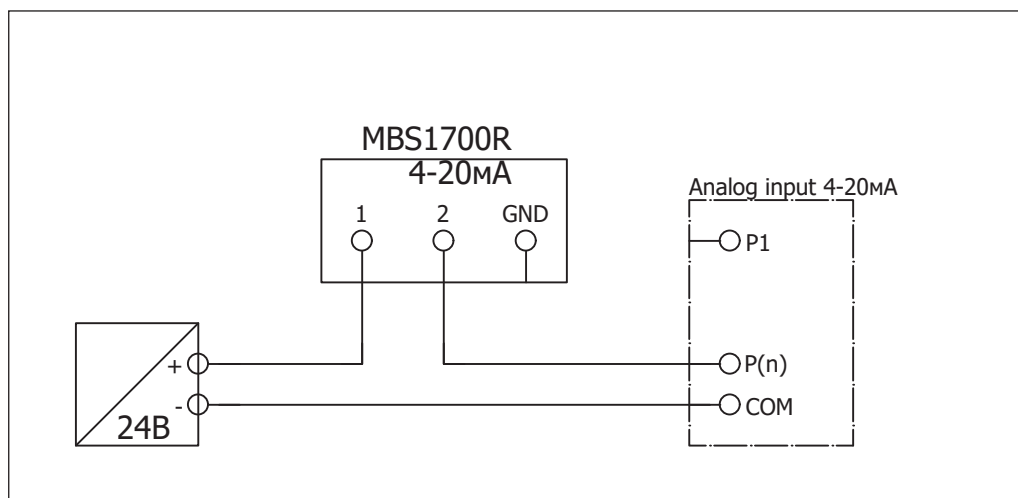 MBS1700R
4-20мА
1 2 GND
Analog input 4-20мА
P1
+
P(n)
-
COM
24В